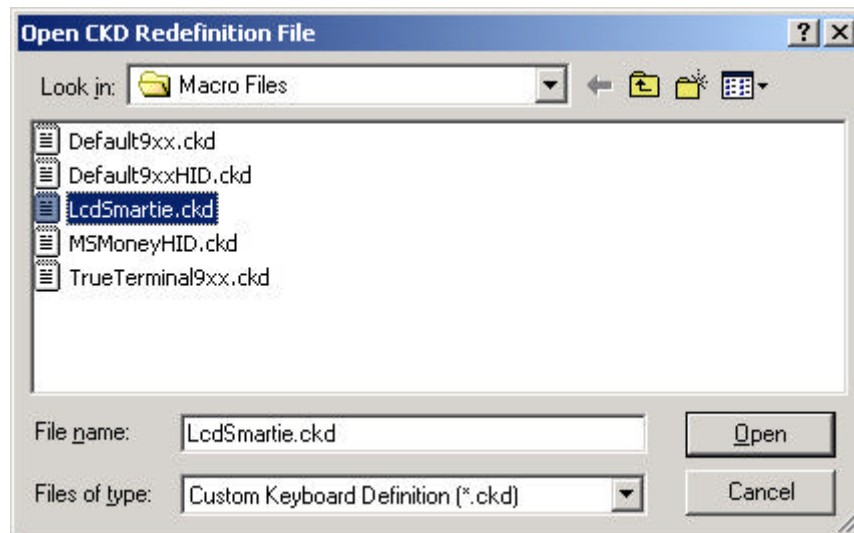 Open CKD Redefinition File
Look in: Macro Files
Default9xx.ckd
Default9xxHID.ckd
LcdSmartie.ckd
MSMoneyHID.ckd
TrueTerminal9xx.ckd
File name: LcdSmartie.ckd Open
Files of type: Custom Keyboard Definition (*.ckd) Cancel